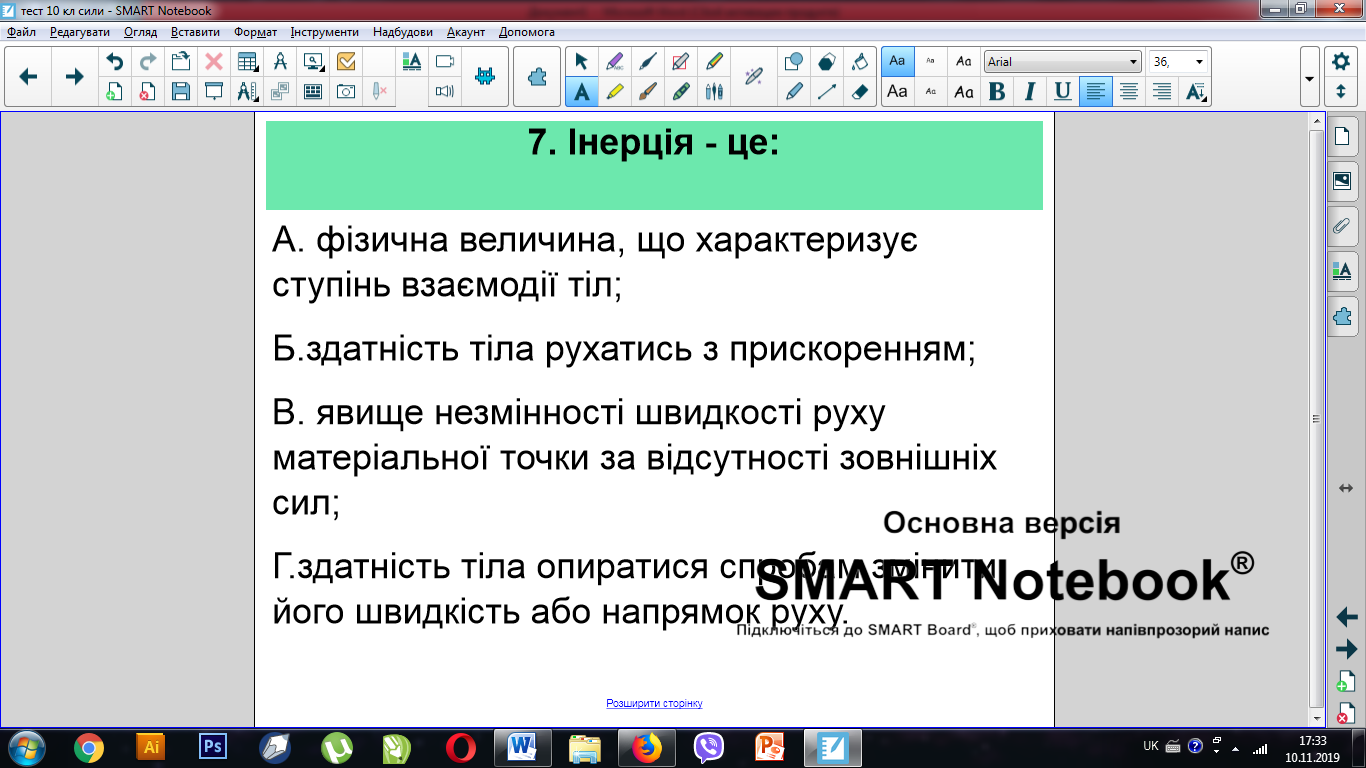 тест 10 кл сили - SMART Notebook
Файл Редагувати Огляд Вставити Формат Інструменти Надбудови Акаунт Допомога
Arial 36,
7. Інерція - це:
А. фізична величина, що характеризує
ступінь взаємодії тіл;
Б.здатність тіла рухатись з прискоренням;
В. явище незмінності швидкості руху
матеріальної точки за відсутності зовнішніх
сил;
Г.здатність тіла опиратися спробам змінити
його швидкість або напрямок руху.
Основна версія
SMART Notebook®
Підключіться до SMART Board®, щоб приховати напівпрозорий напис
Розширити сторінку
UK
17:33
10.11.2019